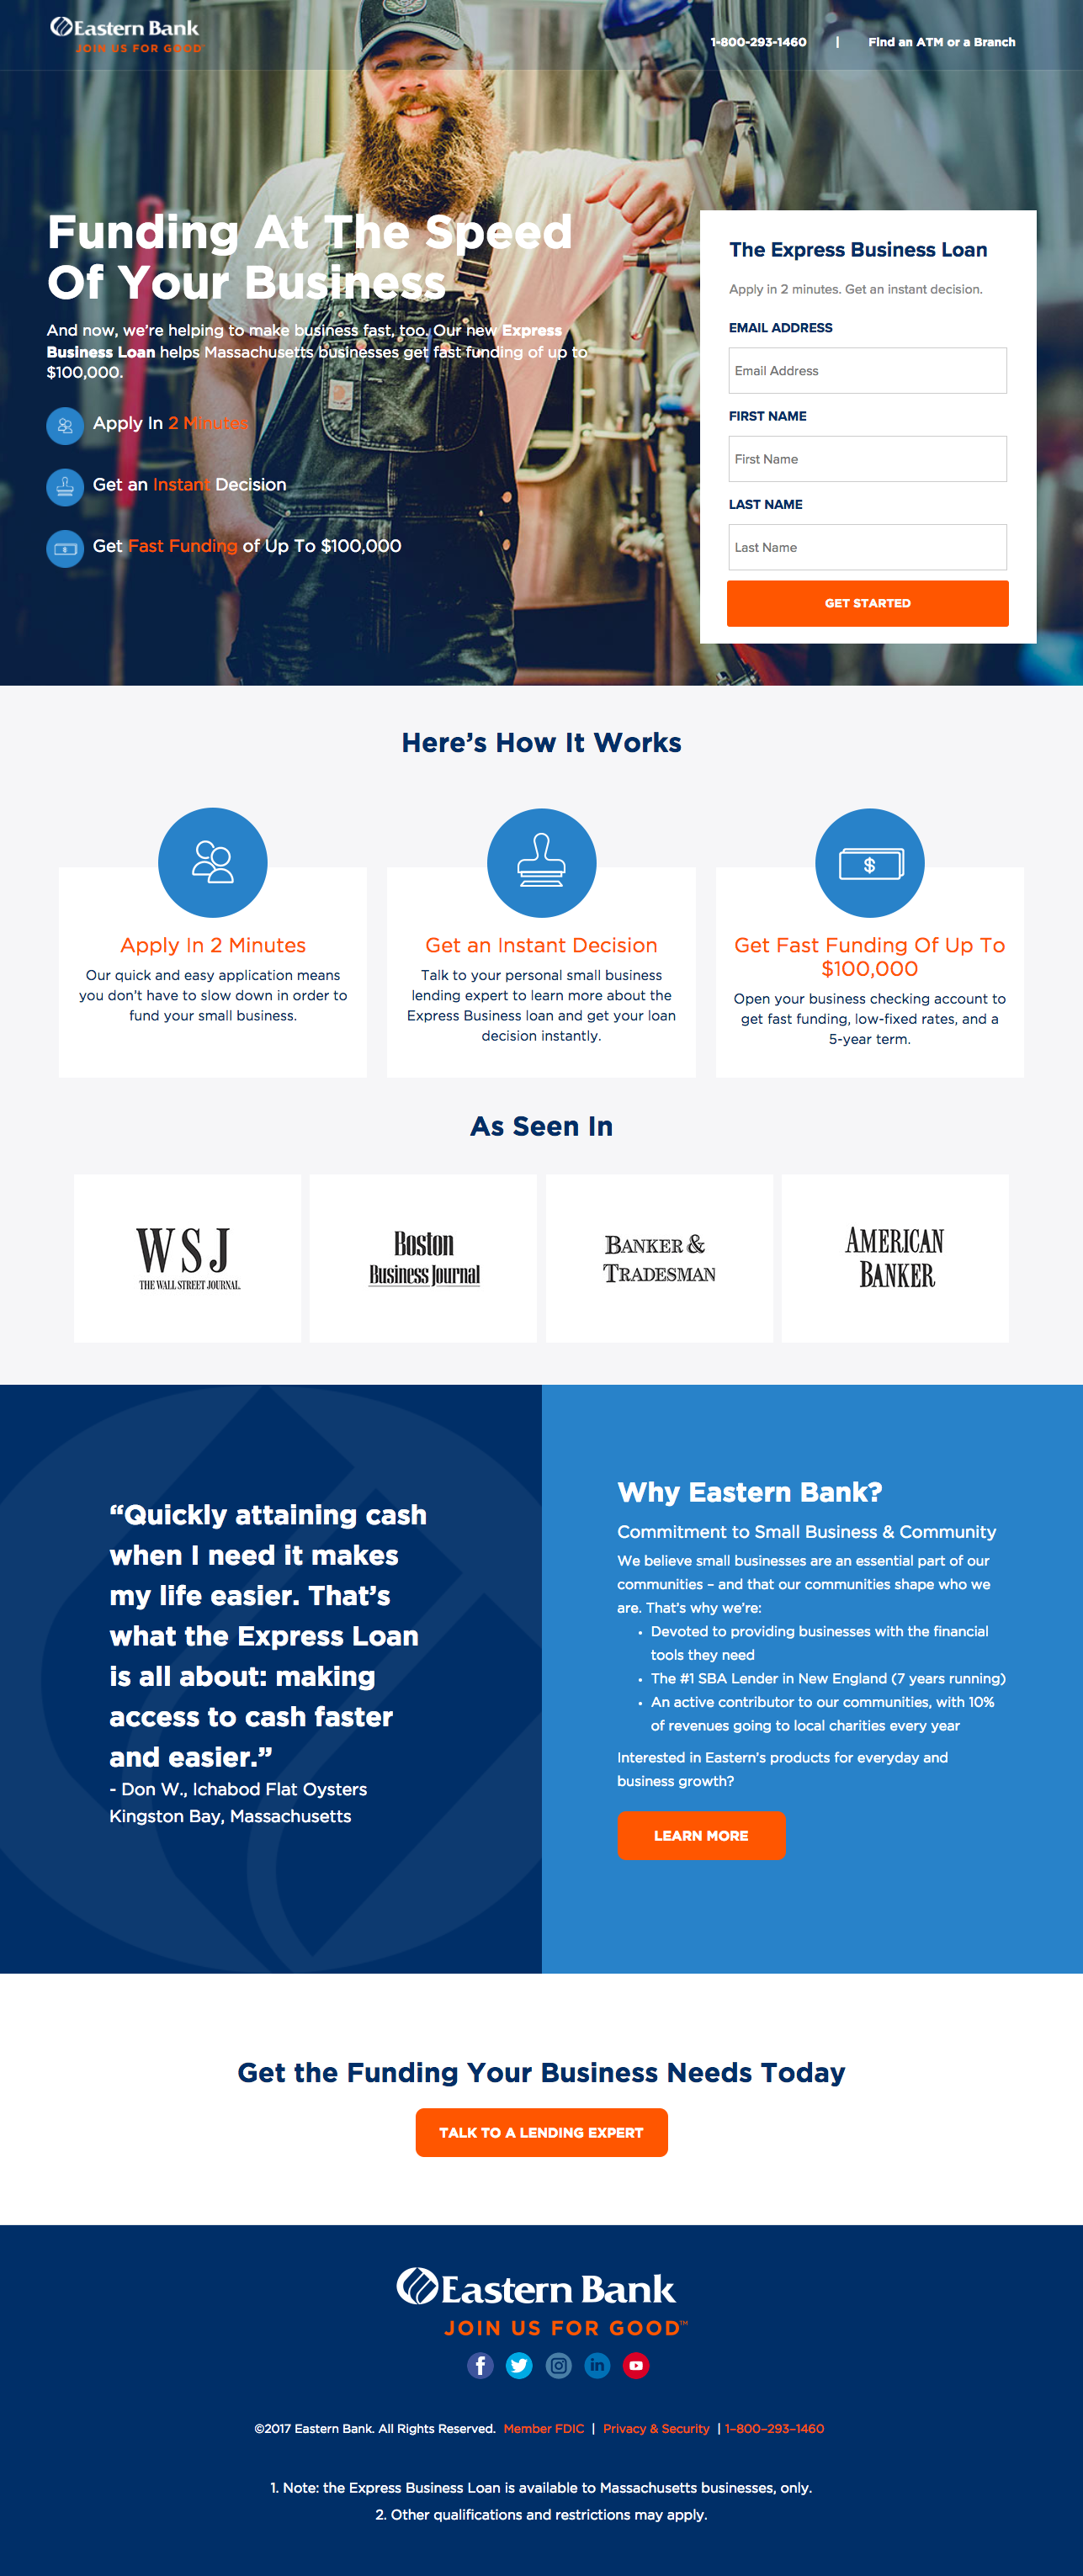 Eastern Bank
JOIN US FOR GOOD
1-800-293-1460 | Find an ATM or a Branch
Funding At The Speed
Of Your Business
And now, we're helping to make business fast, too. Our new Express
Business Loan helps Massachusetts businesses get fast funding of up to
$100,000.
Apply In 2 Minutes
Get an Instant Decision
Get Fast Funding of Up To $100,000
The Express Business Loan
Apply in 2 minutes. Get an instant decision.
EMAIL ADDRESS
Email Address
FIRST NAME
First Name
LAST NAME
Last Name
GET STARTED
Here's How It Works
$
Apply In 2 Minutes
Our quick and easy application means
you don't have to slow down in order to
fund your small business.
Get an Instant Decision
Talk to your personal small business
lending expert to learn more about the
Express Business loan and get your loan
decision instantly.
Get Fast Funding Of Up To
$100,000
Open your business checking account to
get fast funding, low-fixed rates, and a
5-year term.
As Seen In
WSJ
THE WALL STREET JOURNAL.
Boston
Business Journal
BANKER &
TRADESMAN
AMERICAN
BANKER
“Quickly attaining cash
when I need it makes
my life easier. That’s
what the Express Loan
is all about: making
access to cash faster
and easier.”
- Don W., Ichabod Flat Oysters
Kingston Bay, Massachusetts
Why Eastern Bank?
Commitment to Small Business & Community
We believe small businesses are an essential part of our
communities – and that our communities shape who we
are. That's why we're:
• Devoted to providing businesses with the financial
tools they need
• The #1 SBA Lender in New England (7 years running)
• An active contributor to our communities, with 10%
of revenues going to local charities every year
Interested in Eastern's products for everyday and
business growth?
LEARN MORE
Get the Funding Your Business Needs Today
TALK TO A LENDING EXPERT
Eastern Bank
JOIN US FOR GOOD™
©2017 Eastern Bank. All Rights Reserved. Member FDIC | Privacy & Security | 1-800-293-1460
1. Note: the Express Business Loan is available to Massachusetts businesses, only.
2. Other qualifications and restrictions may apply.